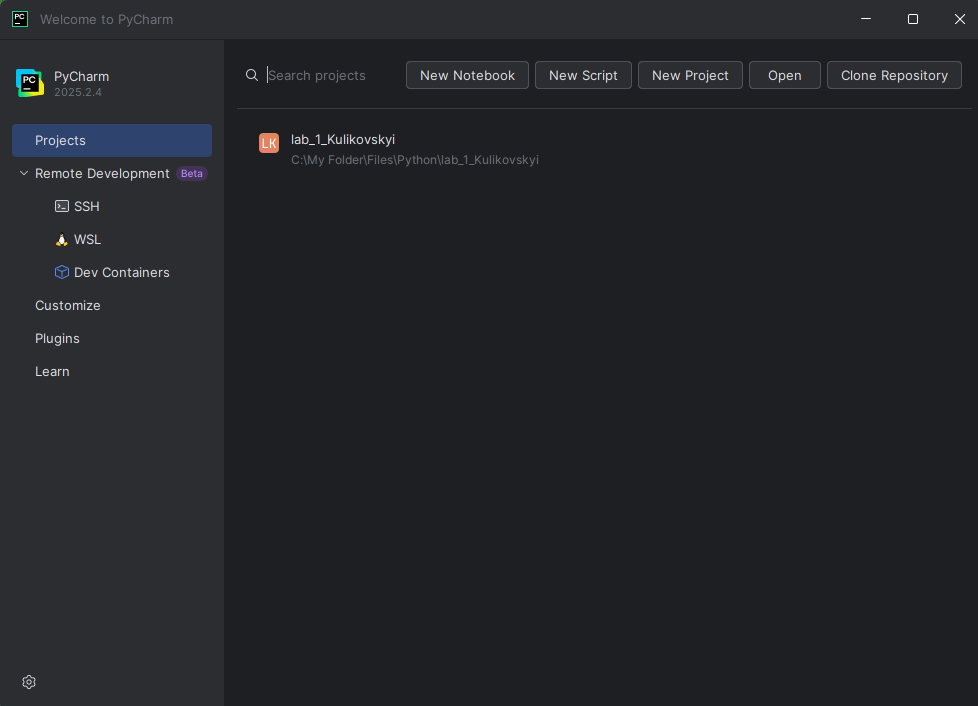 PC Welcome to PyCharm
PC PyCharm
2025.2.4
Search projects New Notebook New Script New Project Open Clone Repository
Projects
Remote Development Beta
SSH
WSL
Dev Containers
Customize
Plugins
Learn
LK lab_1_Kulikovskyi
C:\My Folder\Files\Python\lab_1_Kulikovskyi